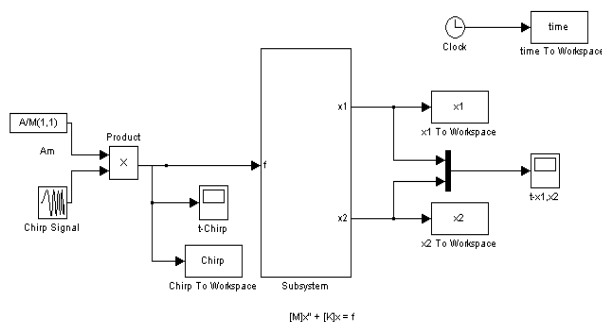 time
Clock
time To Workspace
x1
x1
x1 To Workspace
A/M(1,1)
Product
Am
×
f
t-Chirp
Chirp Signal
t-x1,x2
x2
x2
x2 To Workspace
Chirp
Chirp To Workspace
Subsystem
[M]x" + [K]x = f